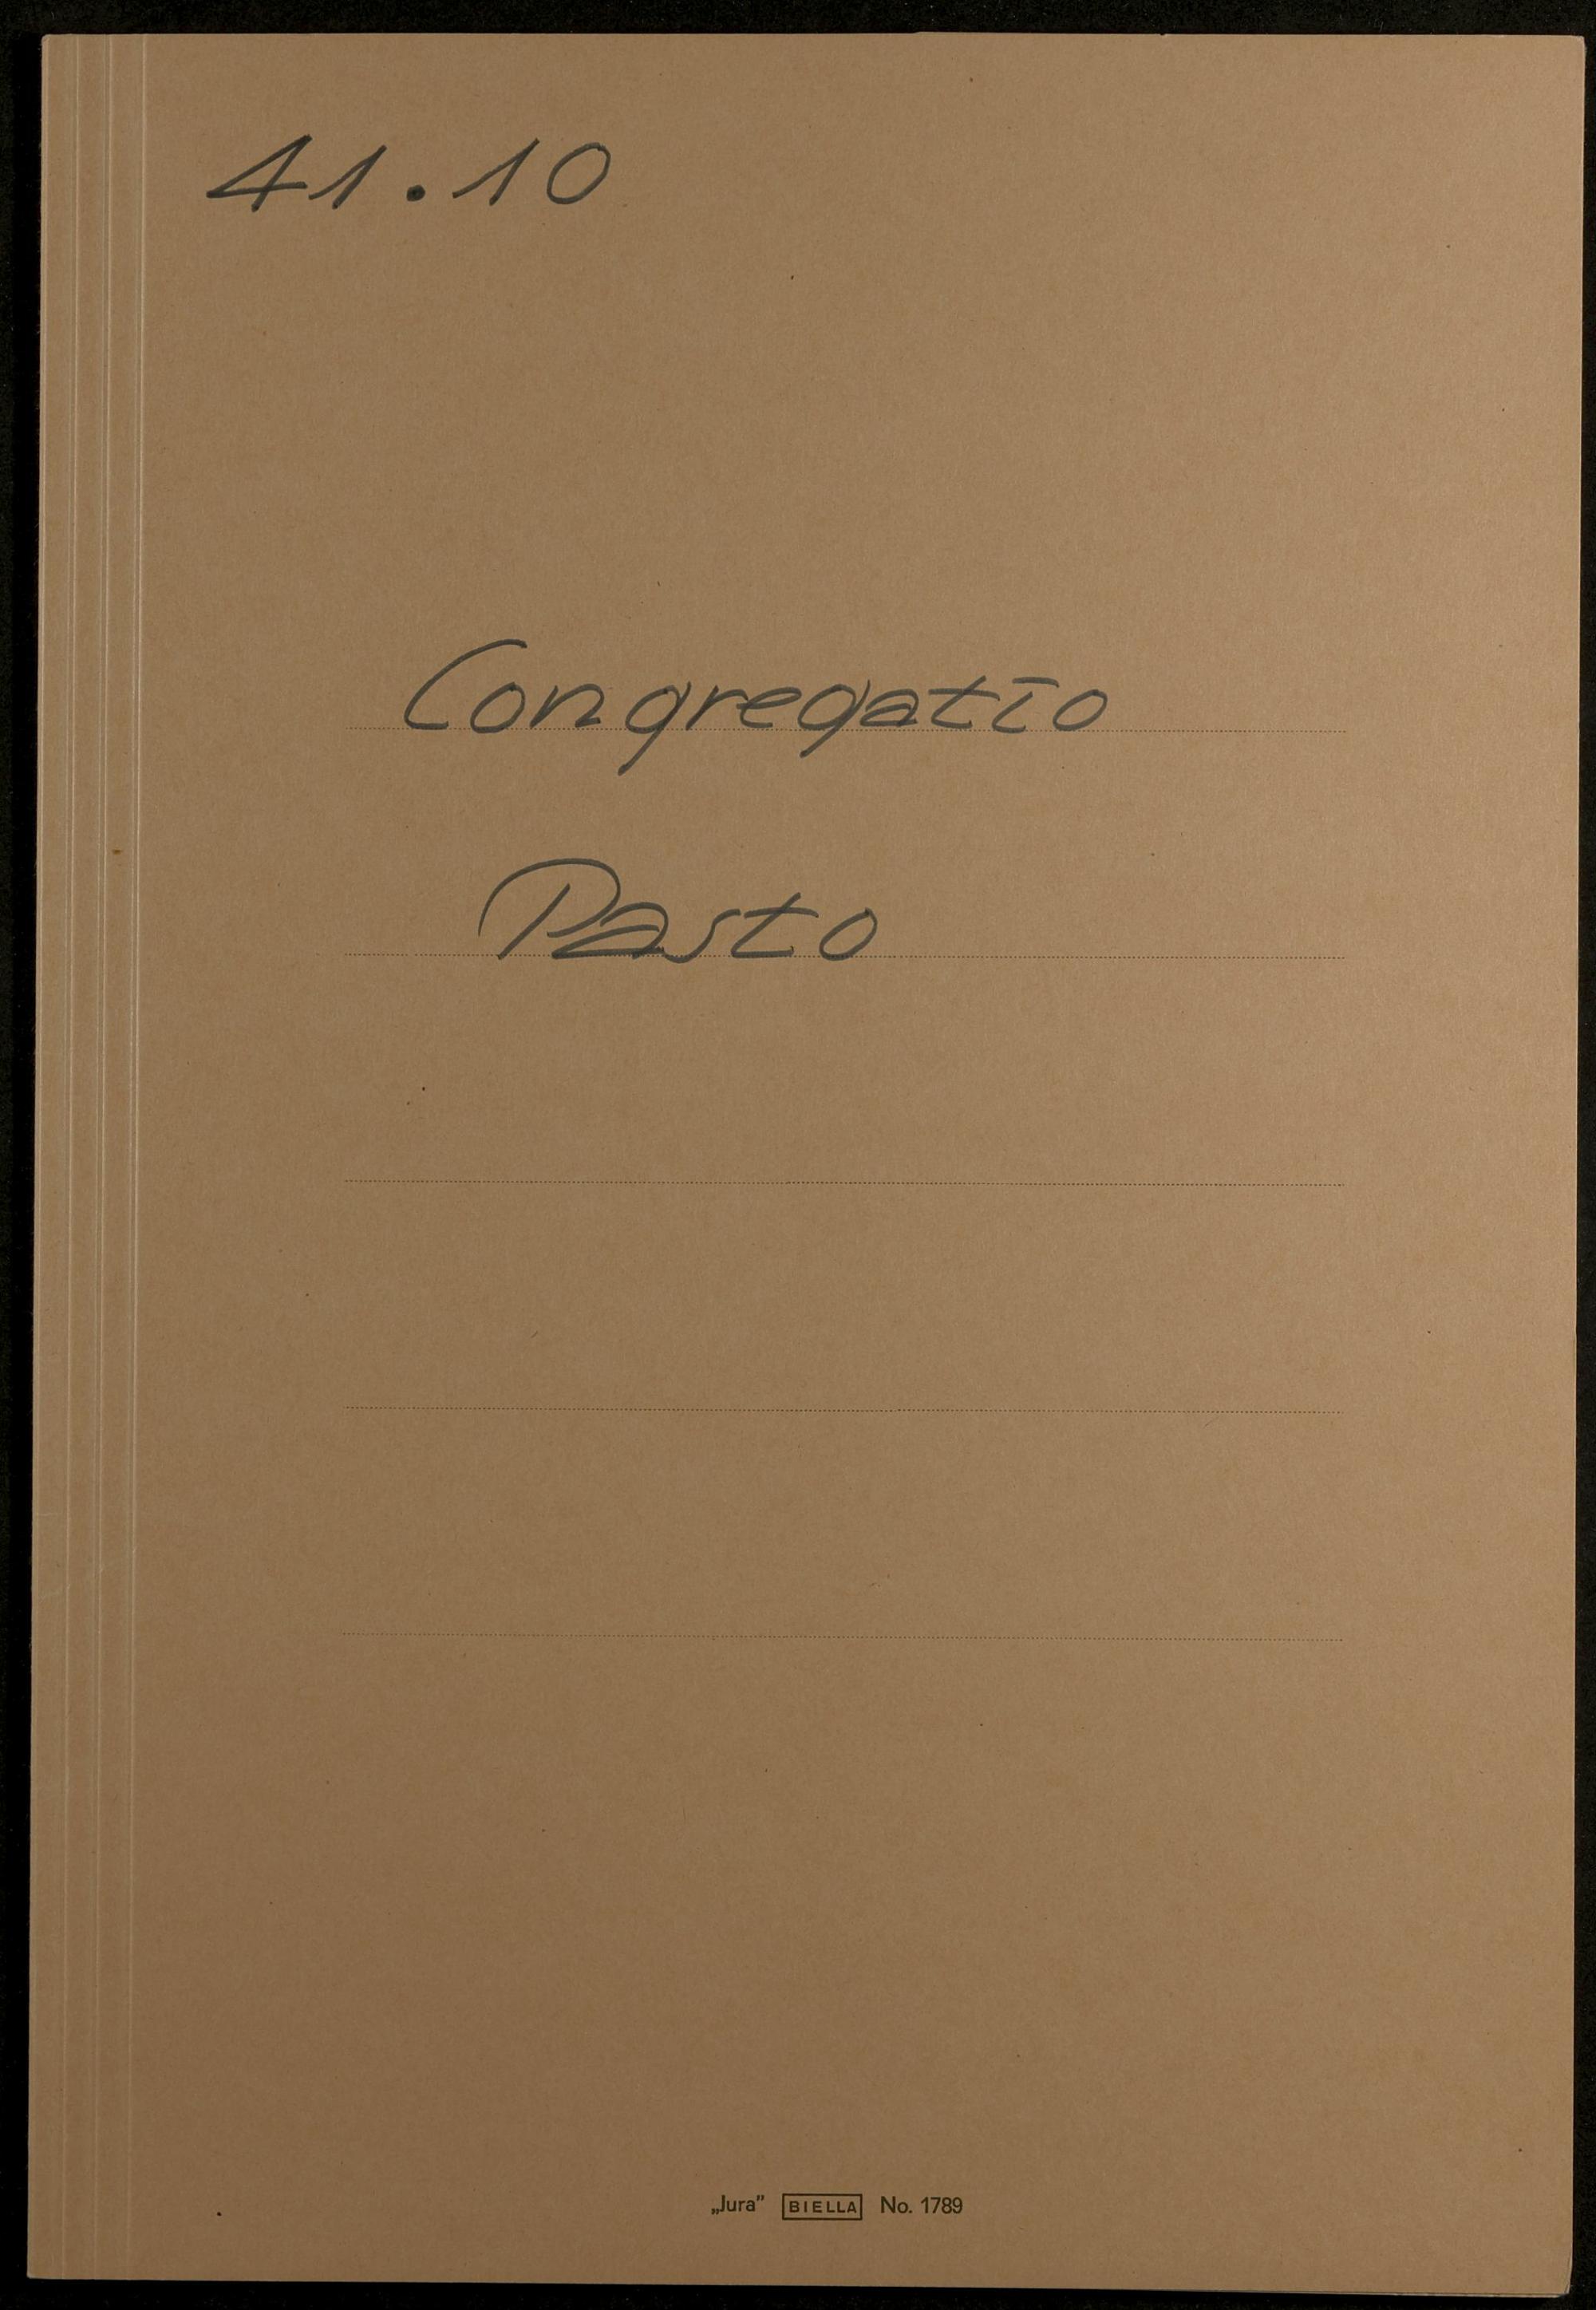 41.10
Congregatio
Pasto
„Jura" BIELLA No. 1789